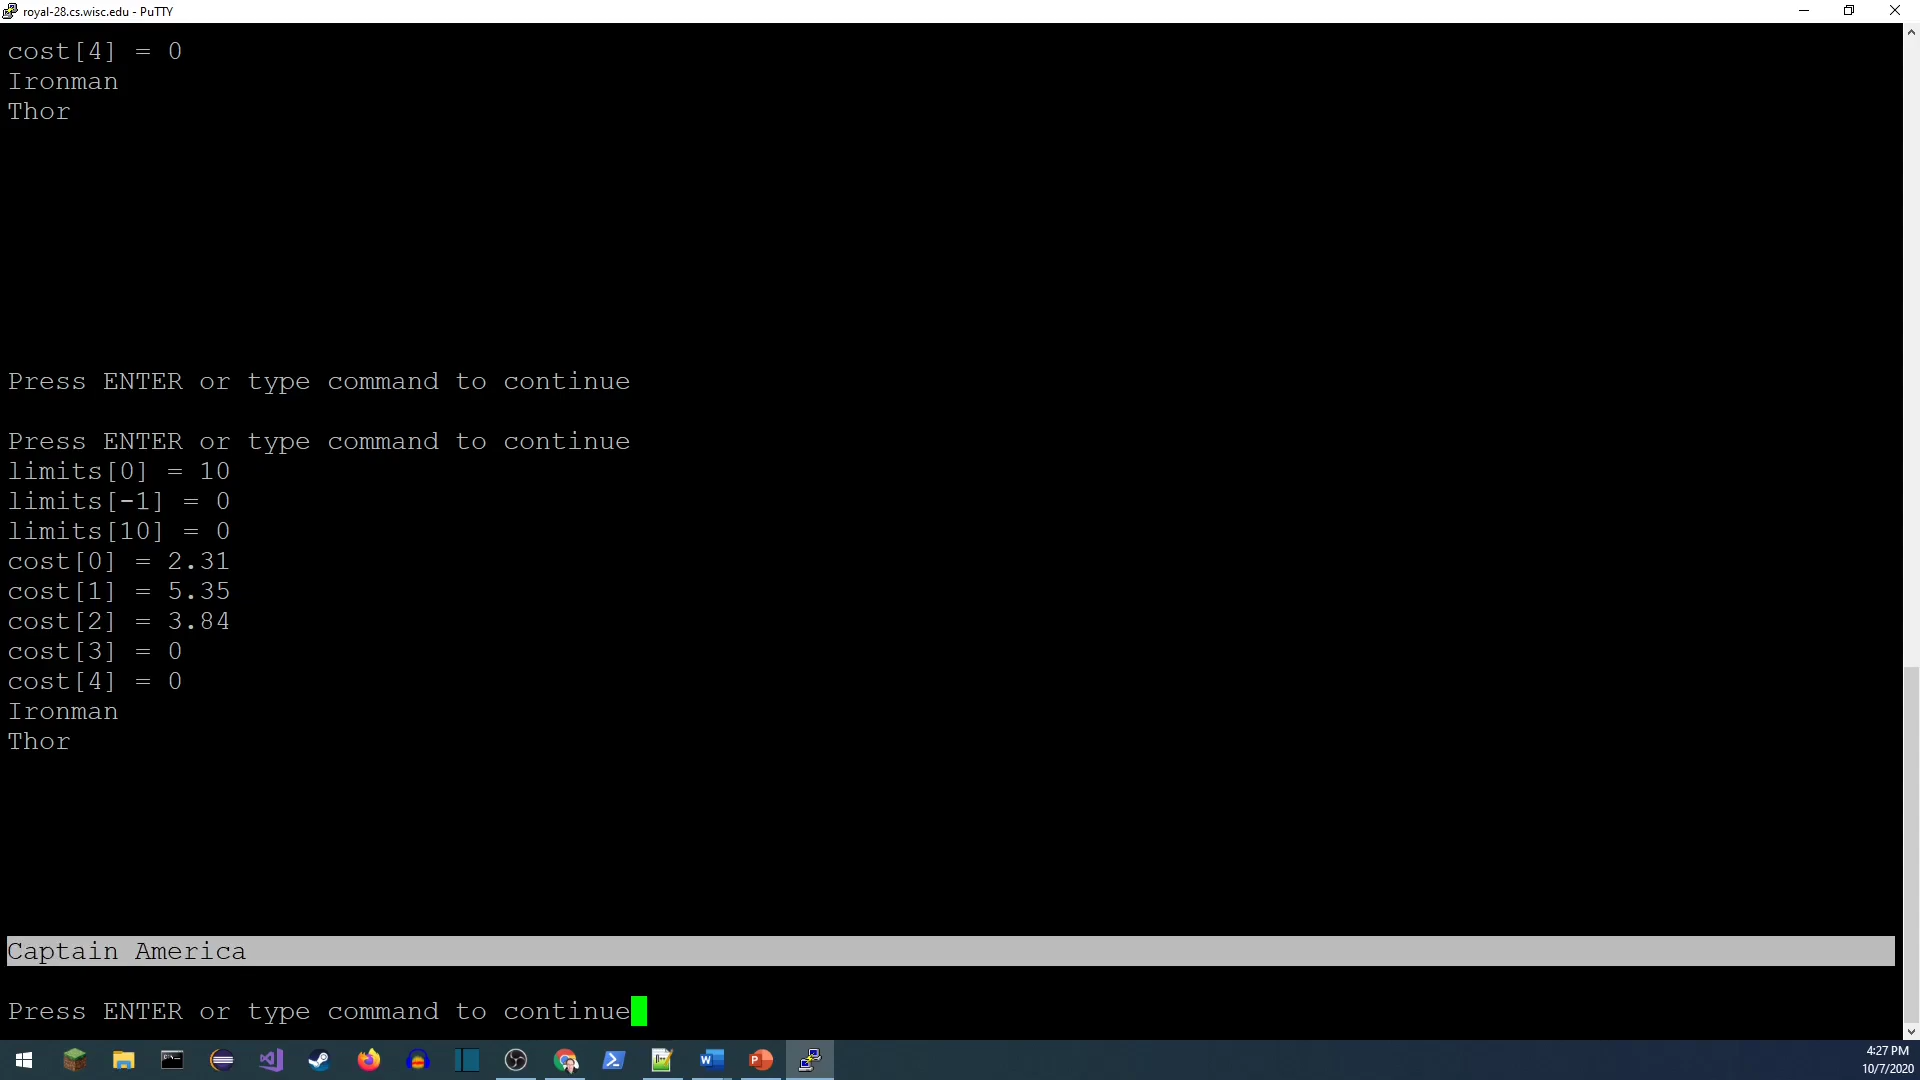 royal-28.cs.wisc.edu - PuTTY
cost[4] = 0
Ironman
Thor
Press ENTER or type command to continue
Press ENTER or type command to continue
limits[0] = 10
limits[-1] = 0
limits[10] = 0
cost[0] = 2.31
cost[1] = 5.35
cost[2] = 3.84
cost[3] = 0
cost[4] = 0
Ironman
Thor
Captain America
Press ENTER or type command to continue
4:27 PM
10/7/2020